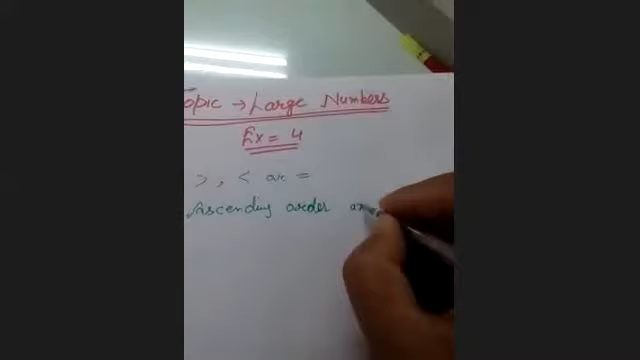 opic → Large Numbers
Ex = 4
> , < or =
Ascending order